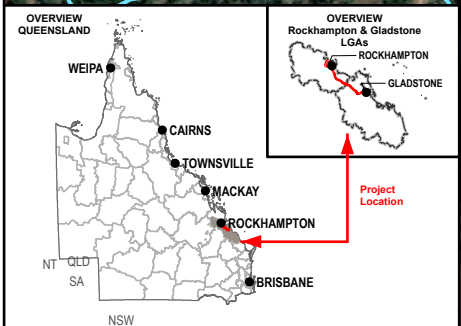 OVERVIEW
QUEENSLAND
WEIPA
CAIRNS
TOWNSVILLE
MACKAY
ROCKHAMPTON
BRISBANE
NT
QLD
SA
NSW
OVERVIEW
Rockhampton & Gladstone
LGAs
ROCKHAMPTON
GLADSTONE
Project
Location